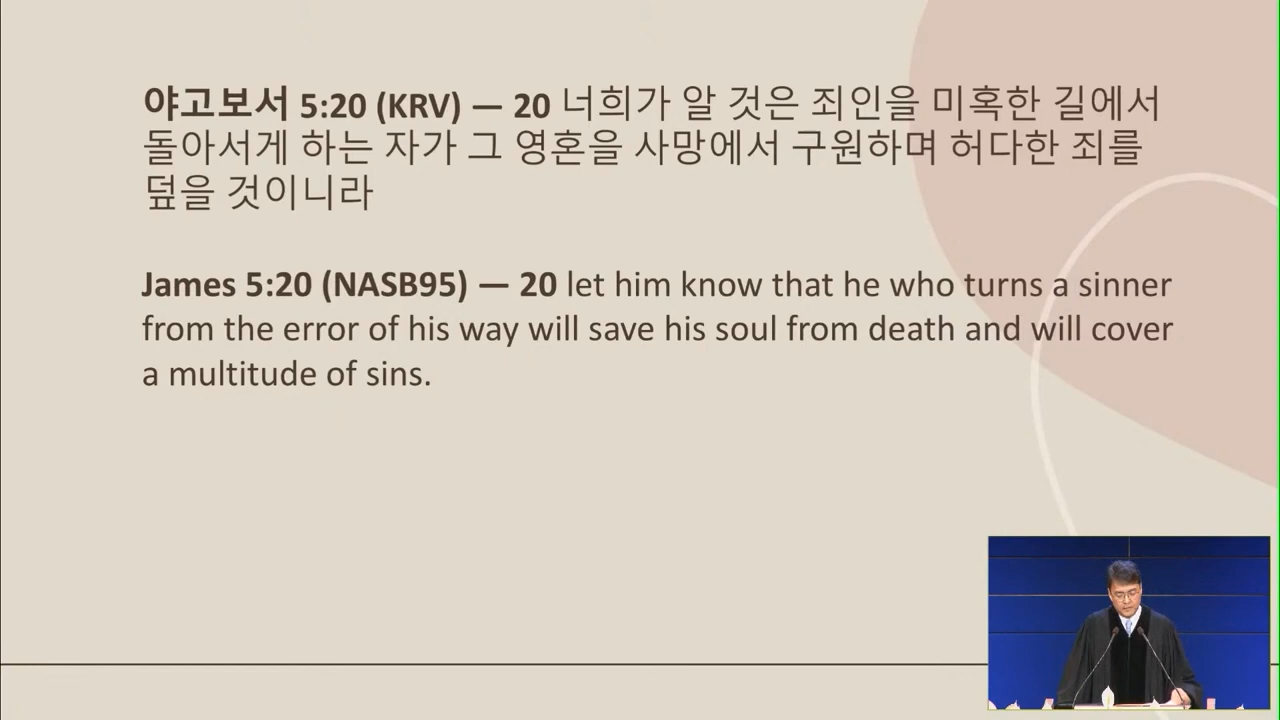 야고보서 5:20 (KRV) — 20 너희가 알 것은 죄인을 미혹한 길에서
돌아서게 하는 자가 그 영혼을 사망에서 구원하며 허다한 죄를
덮을 것이니라
James 5:20 (NASB95) — 20 let him know that he who turns a sinner
from the error of his way will save his soul from death and will cover
a multitude of sins.